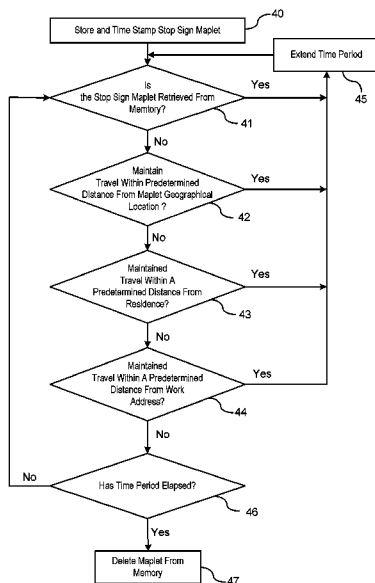 40
Store and Time Stamp Stop Sign Maplet
Extend Time Period
45
Is
the Stop Sign Maplet Retrieved From
Memtory?
Yes
41
No
Maintain
Travel Within Predetermined
Distance From Maplet Geographical
Location ?
Yes
42
No
Maintained
Travel Within A
Predetermined Distance From
Residence?
Yes
43
No
Maintained
Travel Within A Predetermined
Distance From Work
Address?
Yes
44
No
No
Has Time Period Elapsed?
46
Yes
Delete Maplet From
Memory
47